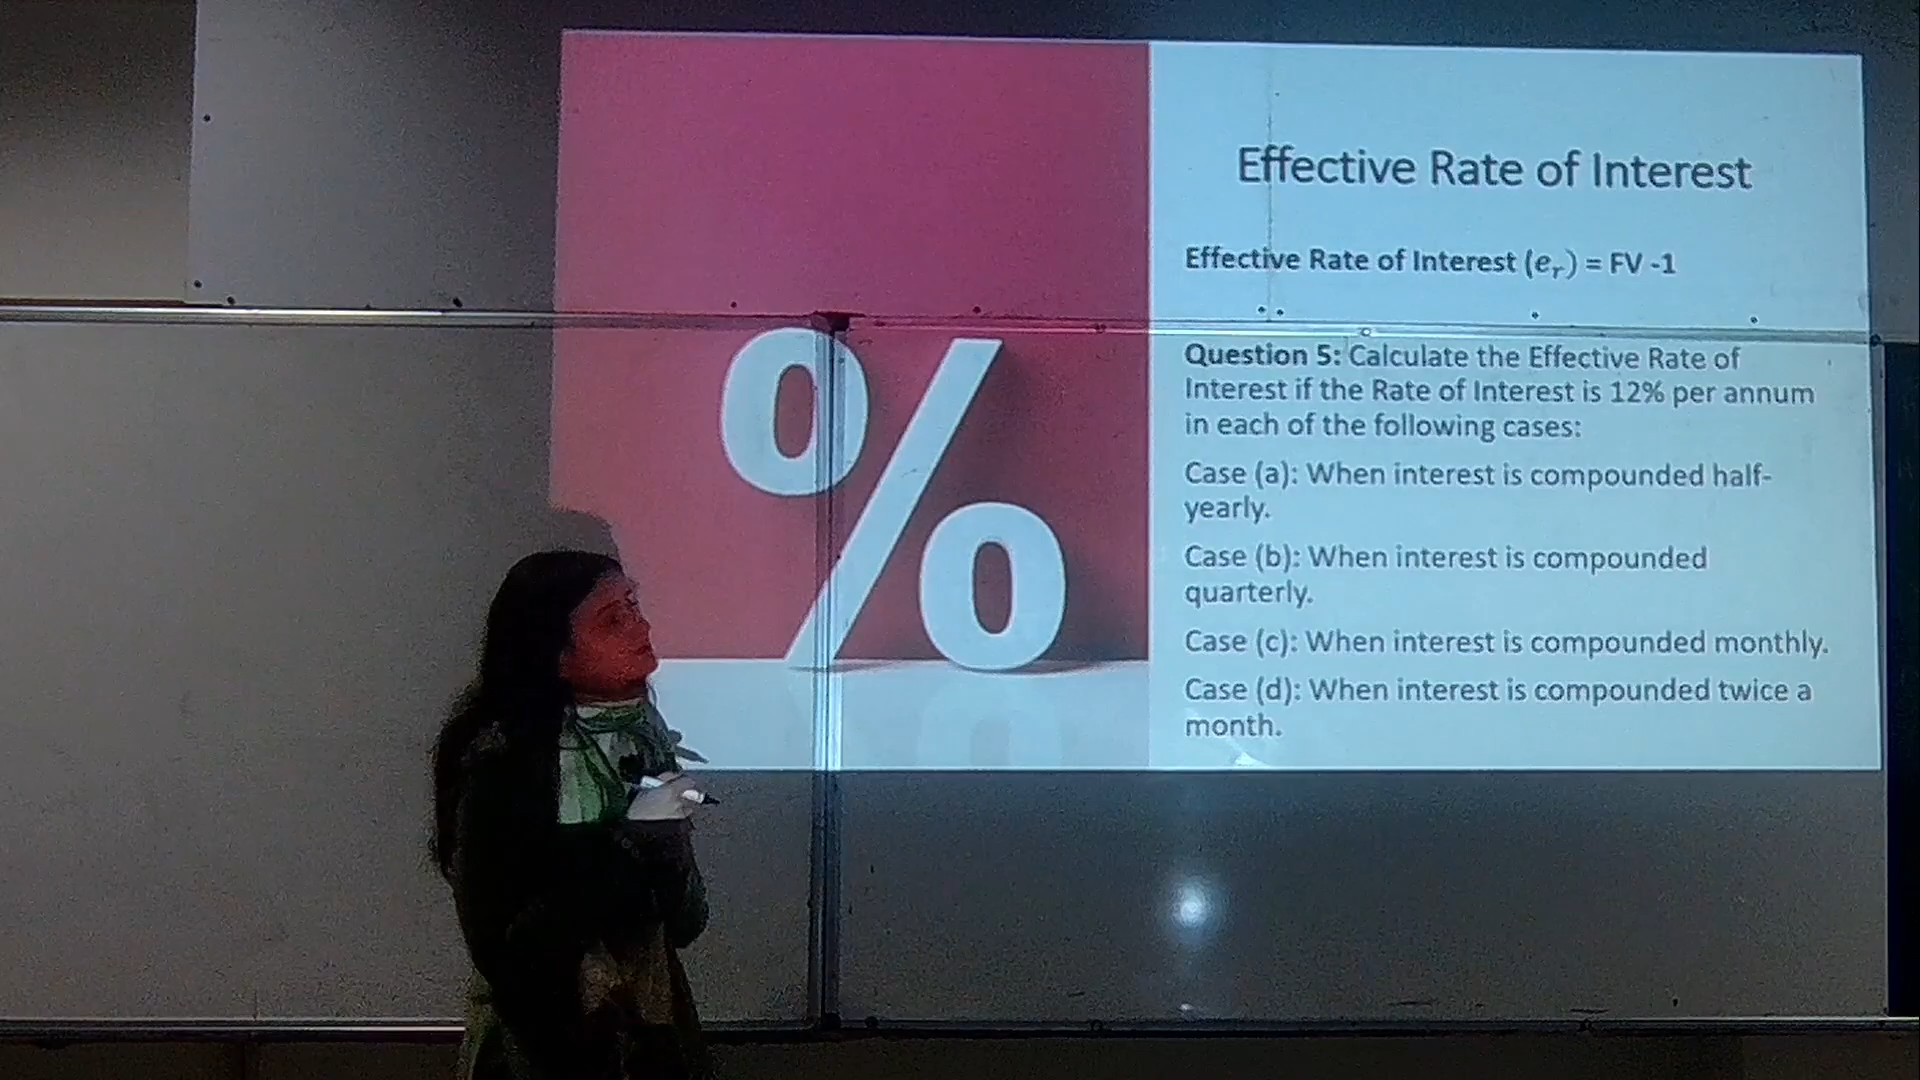 %
Effective Rate of Interest
Effective Rate of Interest (eᵣ) = FV -1
Question 5: Calculate the Effective Rate of
Interest if the Rate of Interest is 12% per annum
in each of the following cases:
Case (a): When interest is compounded half-
yearly.
Case (b): When interest is compounded
quarterly.
Case (c): When interest is compounded monthly.
Case (d): When interest is compounded twice a
month.